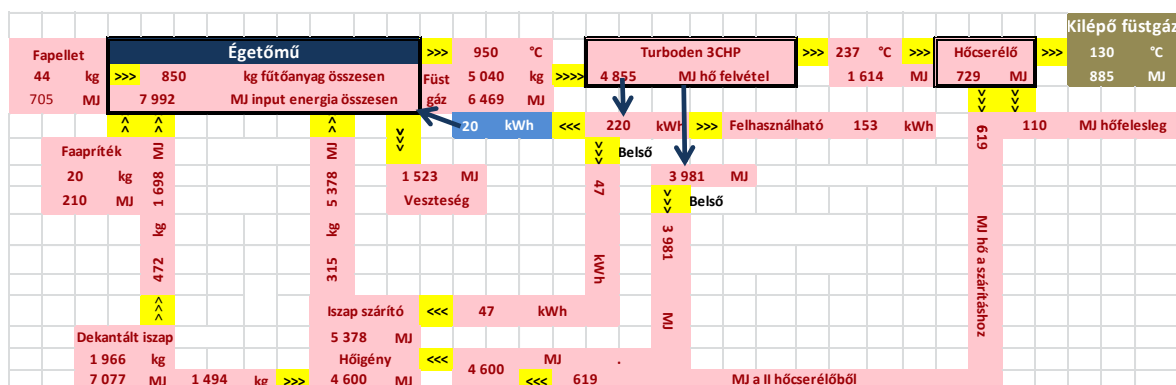 Kilépő füstgáz
Fapellet Égetőmű >>> 950 °C Turboden 3CHP >>> 237 °C >>> Hőcserélő >>> 130 °C
44 kg >>> 850 kg fűtőanyag összesen Füst 5 040 kg >>>> 4 855 MJ hő felvétel 1 614 MJ 729 MJ 885 MJ
705 MJ 7 992 MJ input energia összesen gáz 6 469 MJ
20 kWh <<< 220 kWh >>> Felhasználható 153 kWh 110 MJ hőfelesleg
Faapríték Belső
20 kg 1 523 MJ 3 981 MJ
210 MJ Veszteség Belső
472 kg 1 698 MJ
315 kg 5 378 MJ
47 kWh
3 981 MJ
619 MJ hő a szárításhoz
Iszap szárító <<< 47 kWh
Dekantált iszap 5 378 MJ
1 966 kg Hőigény <<< 4 600 MJ .
7 077 MJ 1 494 kg >>> 4 600 MJ <<< 619 MJ a II hőcserélőből